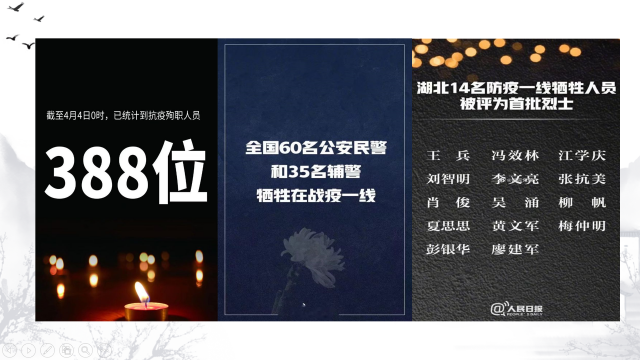 截至4月4日0时，已统计到抗疫殉职人员
388位
全国60名公安民警
和35名辅警
牺牲在战疫一线
湖北14名防疫一线牺牲人员
被评为首批烈士
王 兵 冯效林 江学庆
刘智明 李文亮 张抗美
肖 俊 吴 涌 柳 帆
夏思思 黄文军 梅仲明
彭银华 廖建军
@人民日报
PEOPLE'S DAILY